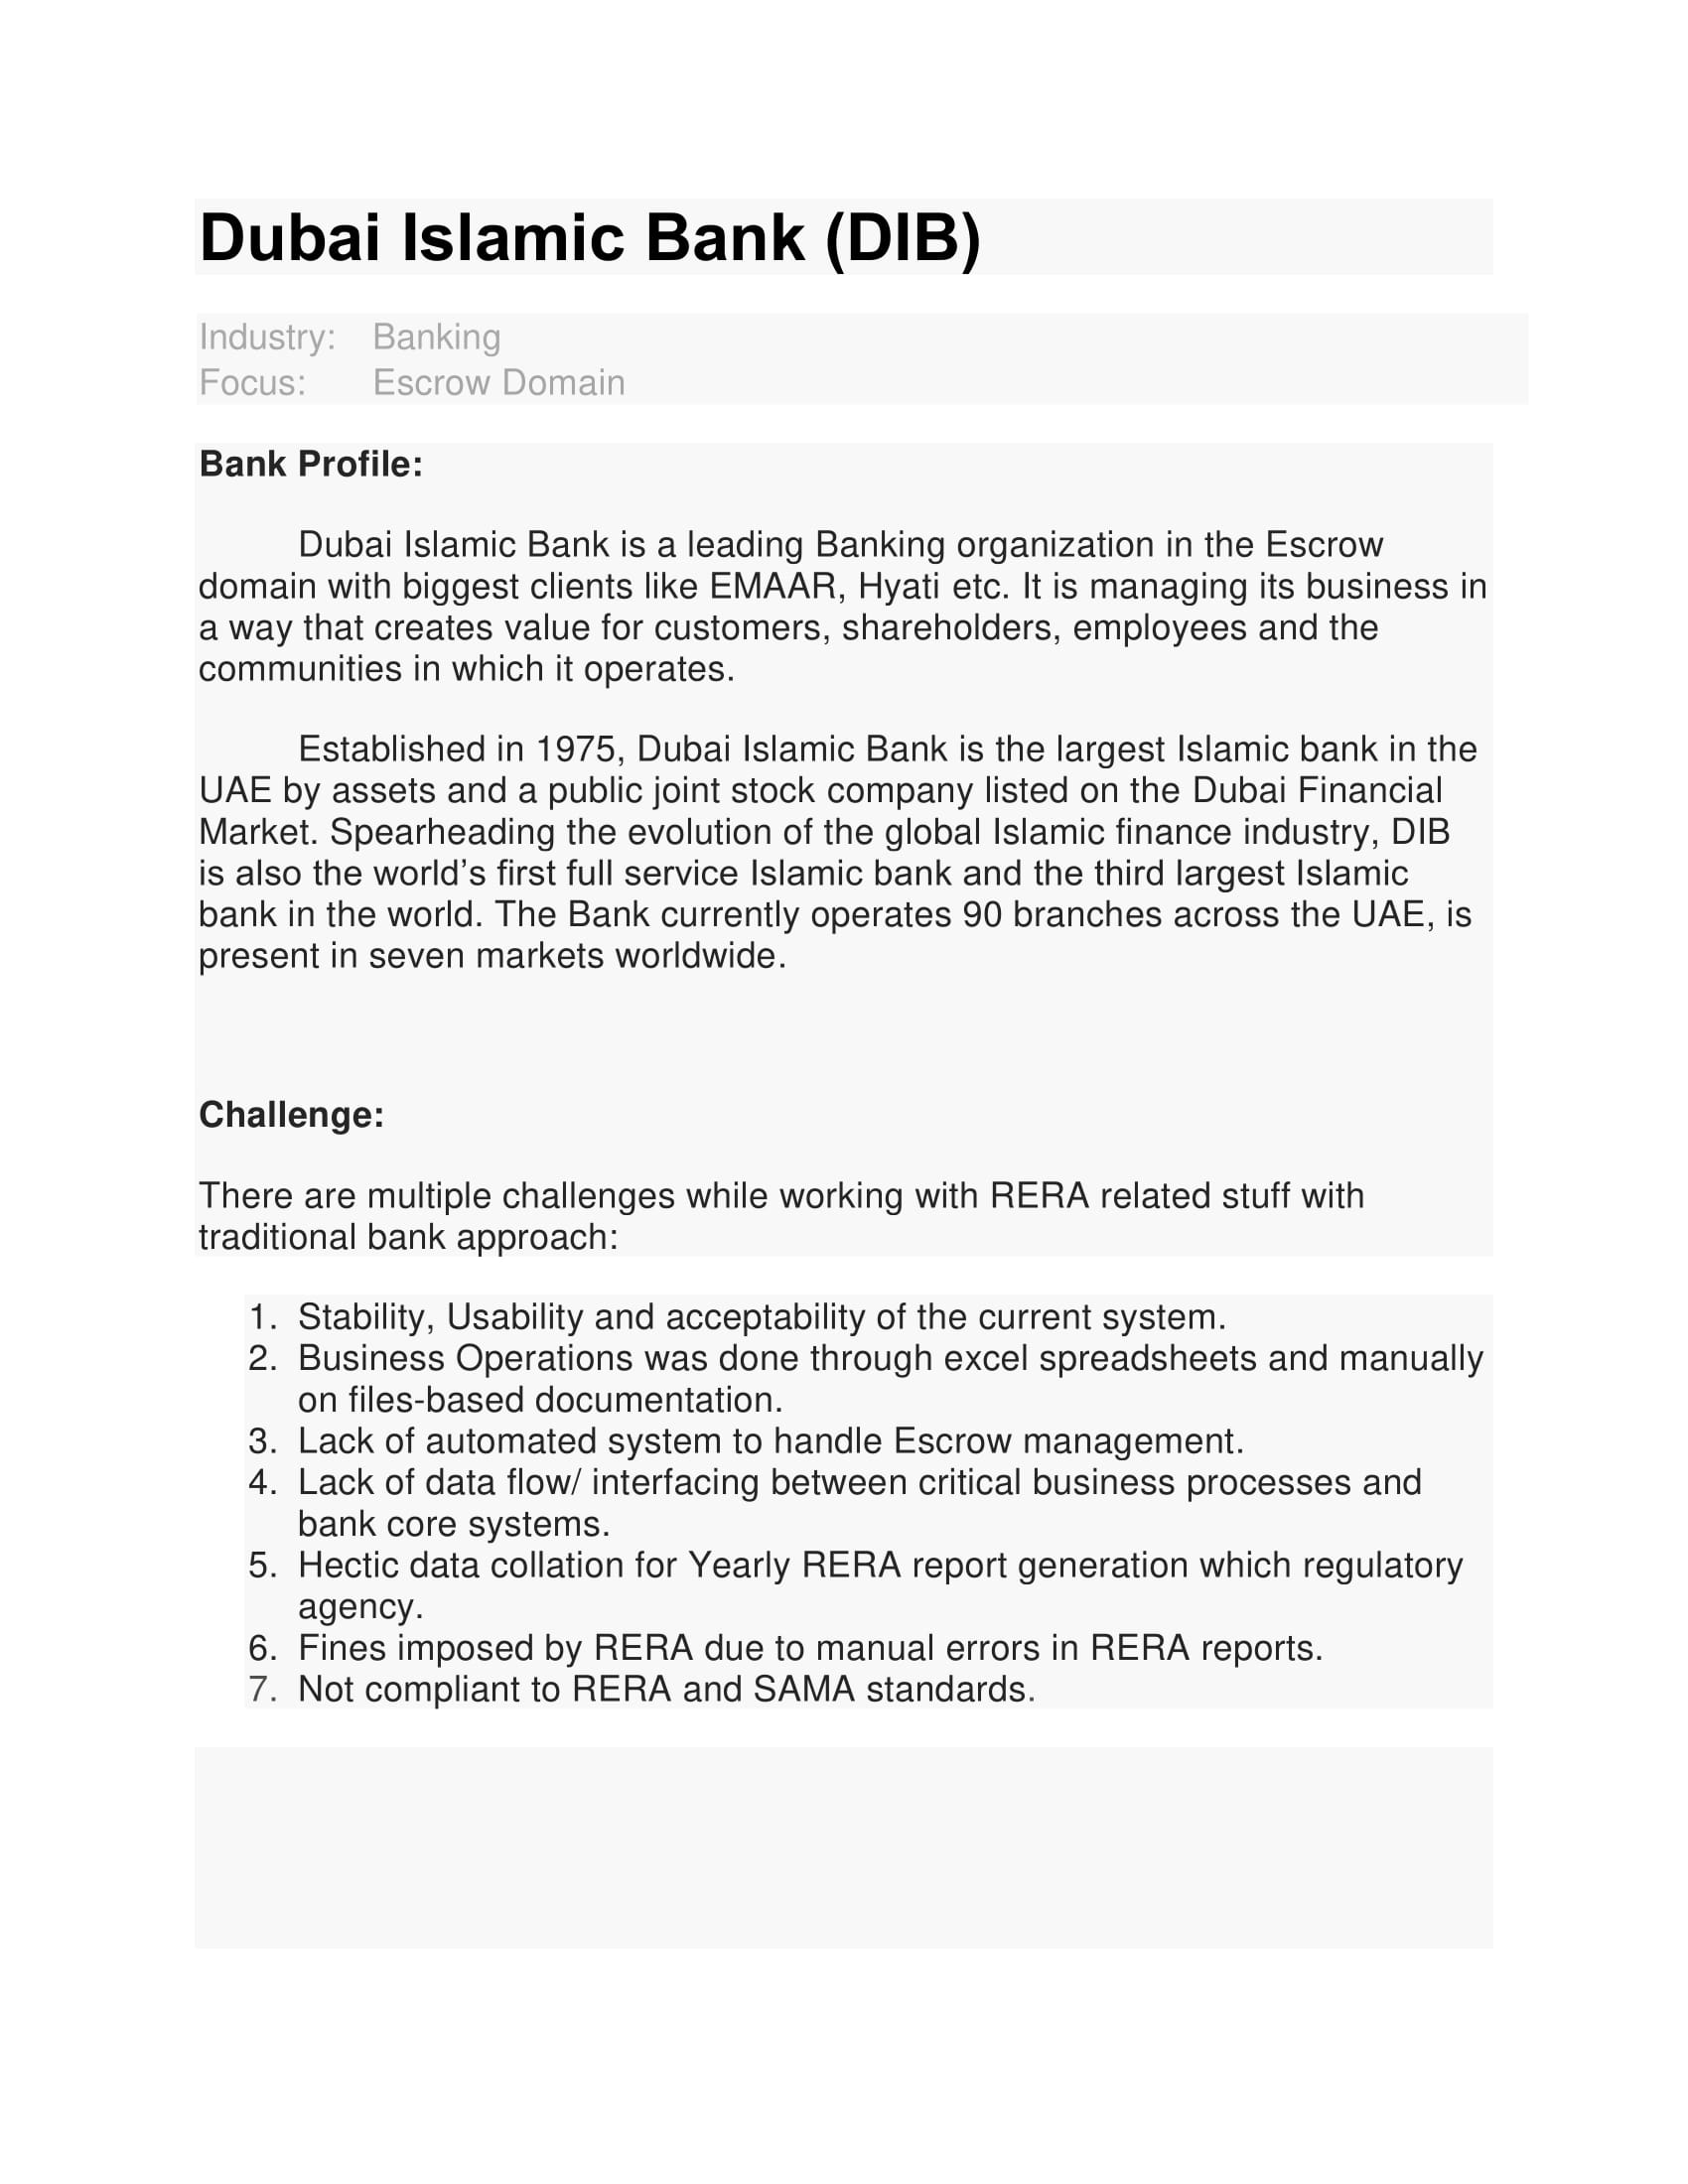 Dubai Islamic Bank (DIB)
Industry: Banking
Focus: Escrow Domain
Bank Profile:
Dubai Islamic Bank is a leading Banking organization in the Escrow
domain with biggest clients like EMAAR, Hyati etc. It is managing its business in
a way that creates value for customers, shareholders, employees and the
communities in which it operates.
Established in 1975, Dubai Islamic Bank is the largest Islamic bank in the
UAE by assets and a public joint stock company listed on the Dubai Financial
Market. Spearheading the evolution of the global Islamic finance industry, DIB
is also the world’s first full service Islamic bank and the third largest Islamic
bank in the world. The Bank currently operates 90 branches across the UAE, is
present in seven markets worldwide.
Challenge:
There are multiple challenges while working with RERA related stuff with
traditional bank approach:
1. Stability, Usability and acceptability of the current system.
2. Business Operations was done through excel spreadsheets and manually
on files-based documentation.
3. Lack of automated system to handle Escrow management.
4. Lack of data flow/ interfacing between critical business processes and
bank core systems.
5. Hectic data collation for Yearly RERA report generation which regulatory
agency.
6. Fines imposed by RERA due to manual errors in RERA reports.
7. Not compliant to RERA and SAMA standards.